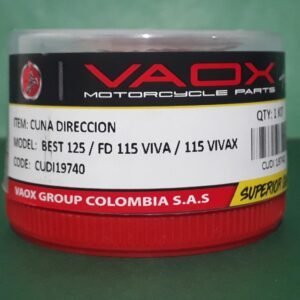 VAOX
MOTORCYCLE PARTS
ITEM: CUNA DIRECCION
QTY: 1 KIT
MODEL: BEST 125 / FD 115 VIVA / 115 VIVAX
CODE: CUDI19740
VAOX GROUP COLOMBIA S.A.S
SUPERIOR